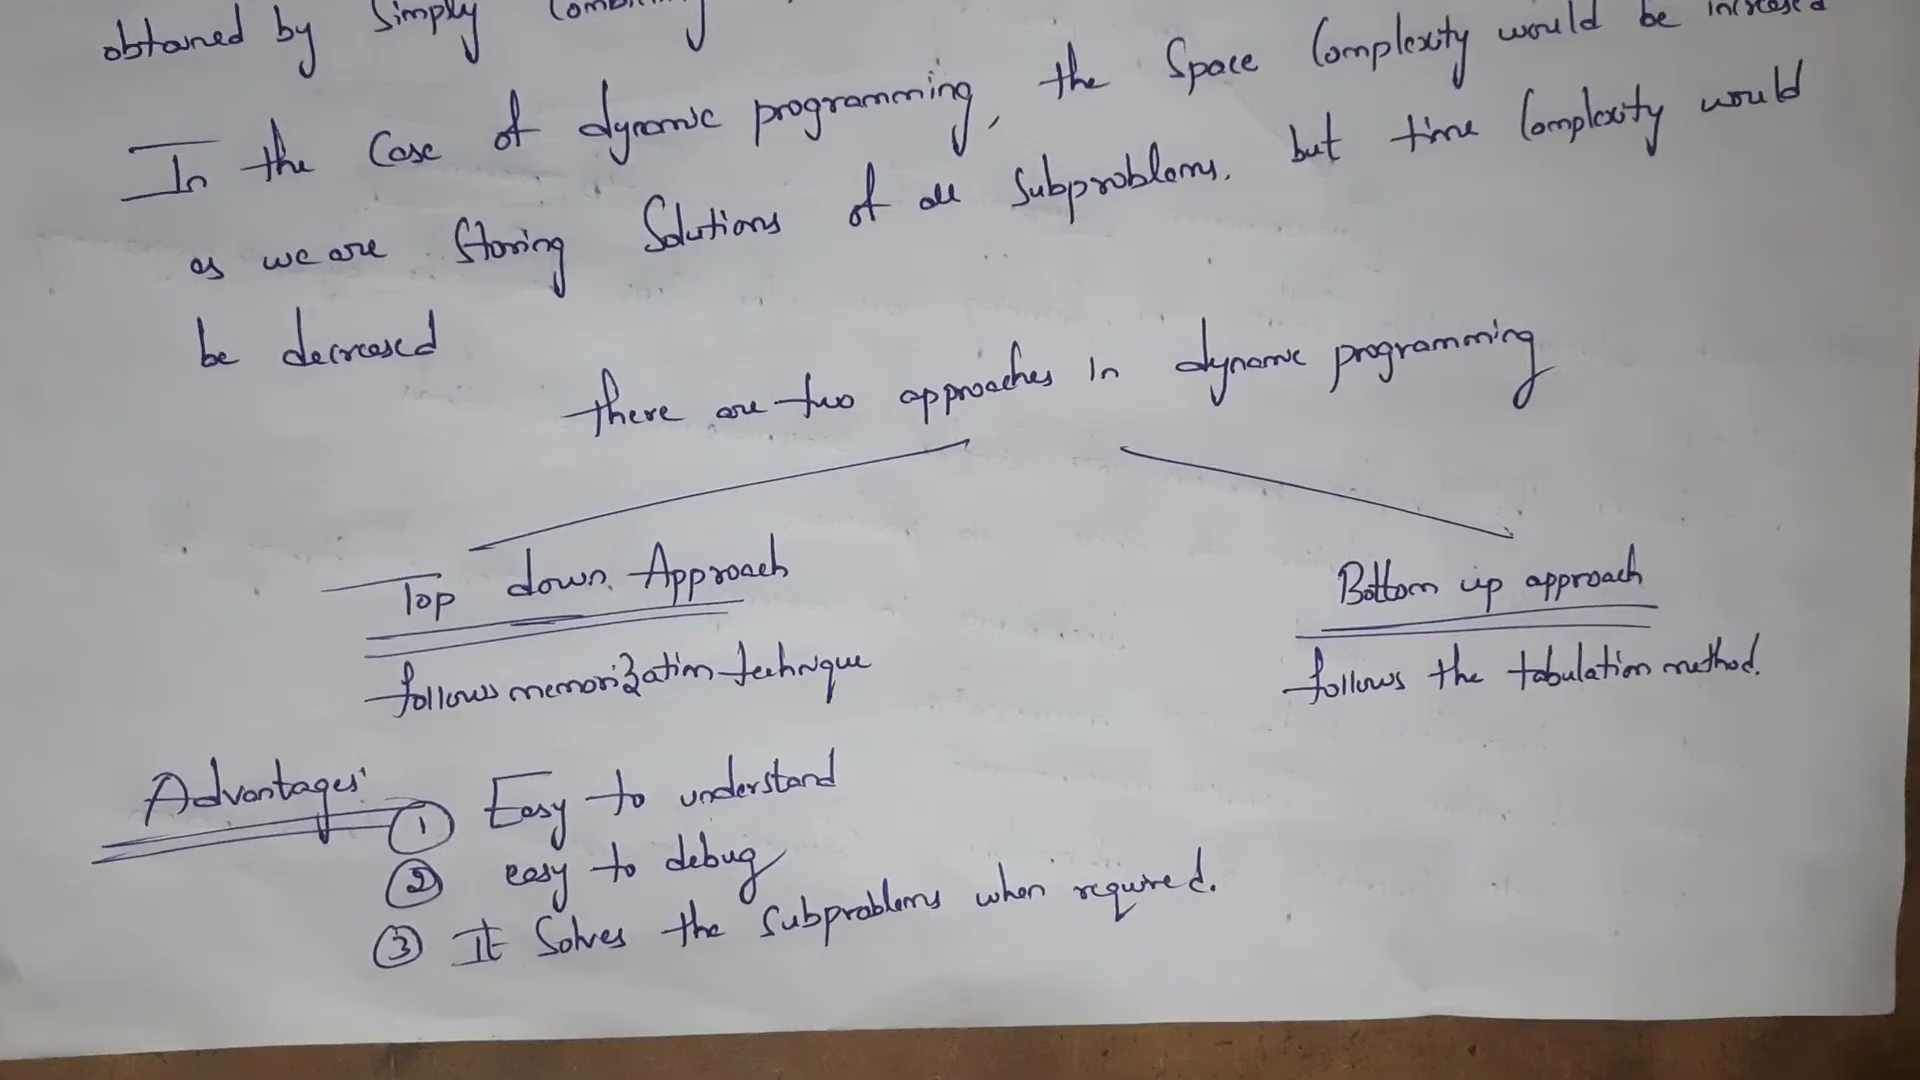 obtained by Simply
In the Case of dynamic programming, the Space Complexity would be increased
as we are Storing Solutions of all Subproblems. but time Complexity would
be decreased
there are two approaches in dynamic programming
Top down Approach
Bottom up approach
follows memorization technique
follows the tabulation method.
Advantages:
① Easy to understand
② easy to debug
③ It Solves the Subproblems when required.